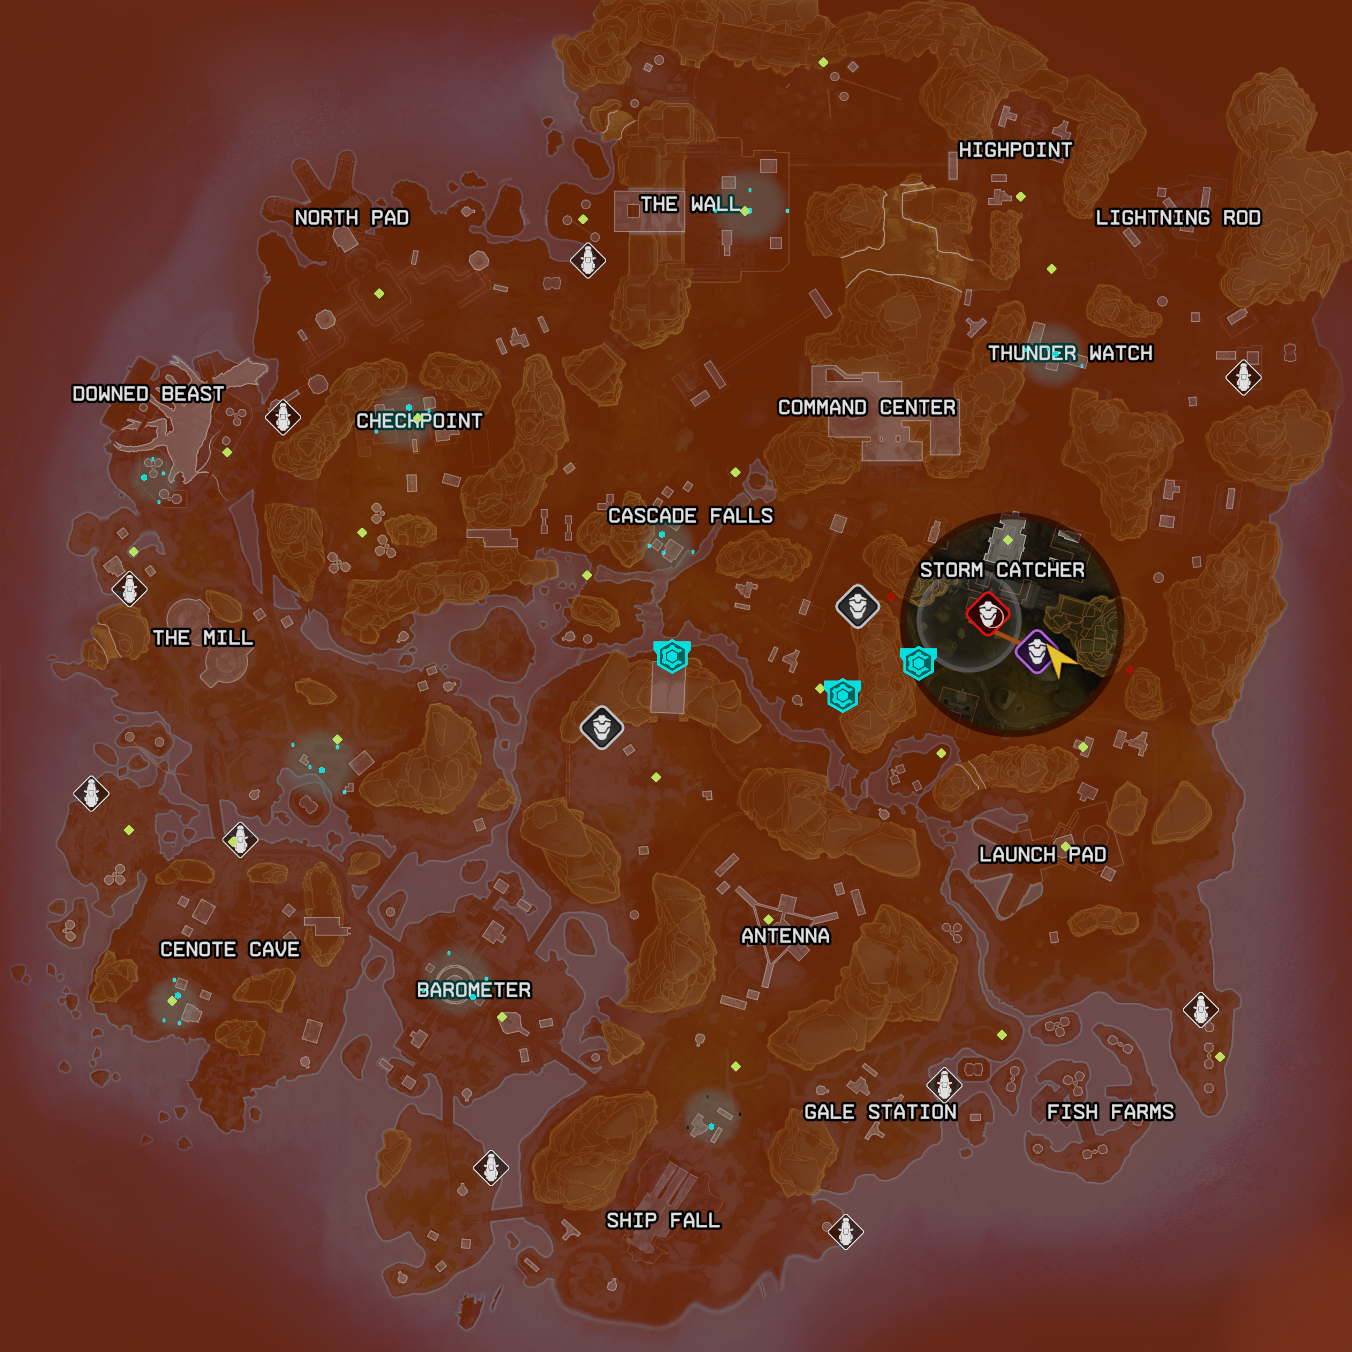 HIGHPOINT
THE WALL
NORTH PAD
LIGHTNING ROD
THUNDER WATCH
DOWNED BEAST
COMMAND CENTER
CHECKPOINT
CASCADE FALLS
STORM CATCHER
THE MILL
LAUNCH PAD
ANTENNA
CENOTE CAVE
BAROMETER
GALE STATION
FISH FARMS
SHIP FALL